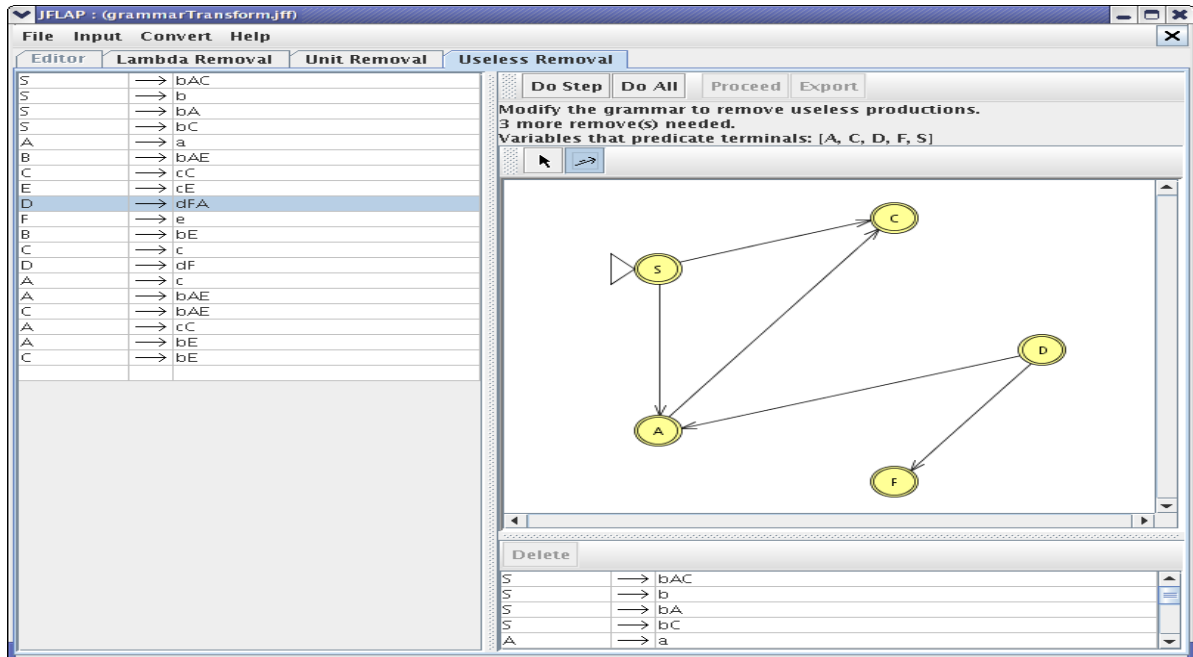 JFLAP : (grammarTransform.jff)
File Input Convert Help
Editor Lambda Removal Unit Removal Useless Removal
S → bAC
S → b
S → bA
S → bC
A → a
B → bAE
C → cC
E → cE
D → dFA
F → e
B → bE
C → c
D → dF
A → c
A → bAE
C → bAE
A → cC
A → bE
C → bE
Do Step Do All Proceed Export
Modify the grammar to remove useless productions.
3 more remove(s) needed.
Variables that predicate terminals: [A, C, D, F, S]
C
S
D
A
F
Delete
S → bAC
S → b
S → bA
S → bC
A → a